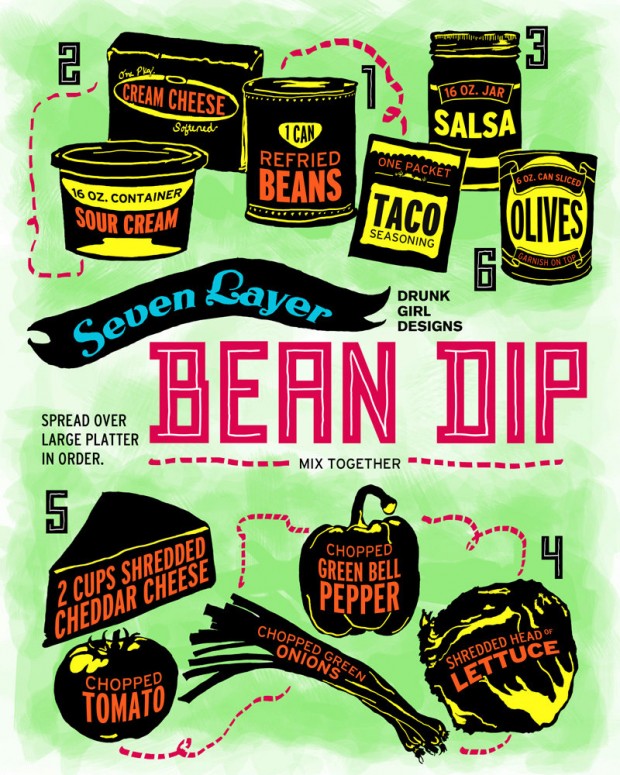 2
One Pkg.
CREAM CHEESE
Softened
16 OZ. CONTAINER
SOUR CREAM
1
1 CAN
REFRIED
BEANS
3
16 OZ. JAR
SALSA
ONE PACKET
TACO
SEASONING
6 OZ. CAN SLICED
OLIVES
GARNISH ON TOP
6
Seven Layer
DRUNK
GIRL
DESIGNS
BEAN DIP
SPREAD OVER
LARGE PLATTER
IN ORDER.
MIX TOGETHER
5
2 CUPS SHREDDED
CHEDDAR CHEESE
CHOPPED
TOMATO
CHOPPED GREEN
ONIONS
CHOPPED
GREEN BELL
PEPPER
4
SHREDDED HEAD OF
LETTUCE